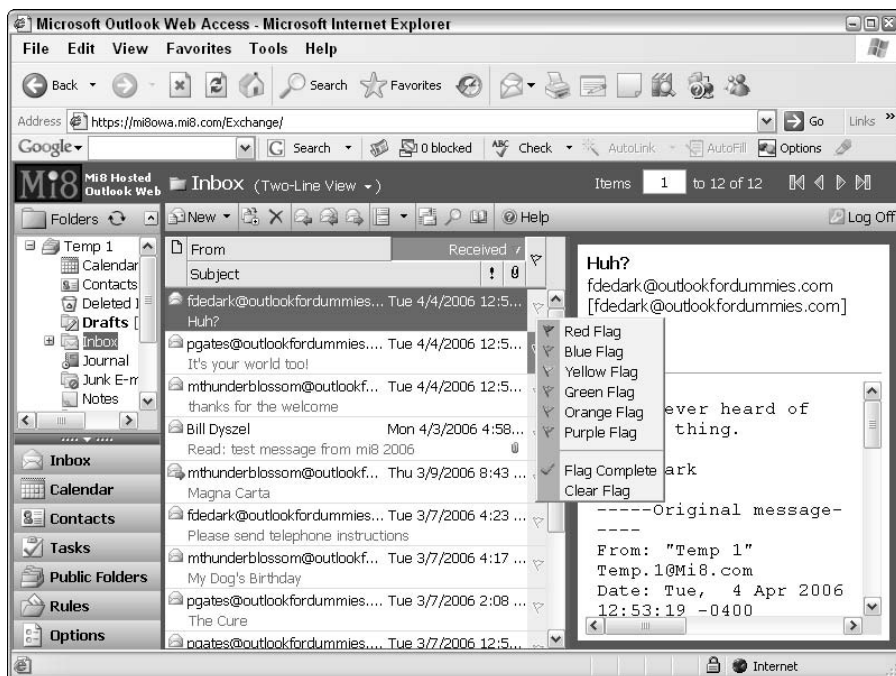 Microsoft Outlook Web Access - Microsoft Internet Explorer
File Edit View Favorites Tools Help
Back Search Favorites
Address https://mi8owa.mi8.com/Exchange/ Go Links »
Google Search 0 blocked ABC Check AutoLink AutoFill Options
Mi8 Mi8 Hosted
Outlook Web
Inbox (Two-Line View) Items 1 to 12 of 12
Folders New Help Log Off
Temp 1
Calendar
Contacts
Deleted I
Drafts [
Inbox
Journal
Junk E-m
Notes
Inbox
Calendar
Contacts
Tasks
Public Folders
Rules
Options
From Received
Subject !
fdedark@outlookfordummies... Tue 4/4/2006 12:5...
Huh?
pgates@outlookfordummies.... Tue 4/4/2006 12:5...
It's your world too!
mthunderblossom@outlookf... Tue 4/4/2006 12:5...
thanks for the welcome
Bill Dyszel Mon 4/3/2006 4:58...
Read: test message from mi8 2006
mthunderblossom@outlookf... Thu 3/9/2006 8:43 ...
Magna Carta
fdedark@outlookfordummies... Tue 3/7/2006 4:23 ...
Please send telephone instructions
mthunderblossom@outlookf... Tue 3/7/2006 4:17 ...
My Dog's Birthday
pgates@outlookfordummies.... Tue 3/7/2006 2:08 ...
The Cure
pgates@outlookfordummies.... Tue 3/7/2006 12:5...
Red Flag
Blue Flag
Yellow Flag
Green Flag
Orange Flag
Purple Flag
Flag Complete
Clear Flag
Huh?
fdedark@outlookfordummies.com
[fdedark@outlookfordummies.com]
ever heard of
thing.
ark
-----Original message-
----
From: "Temp 1"
Temp.1@Mi8.com
Date: Tue, 4 Apr 2006
12:53:19 -0400
Internet